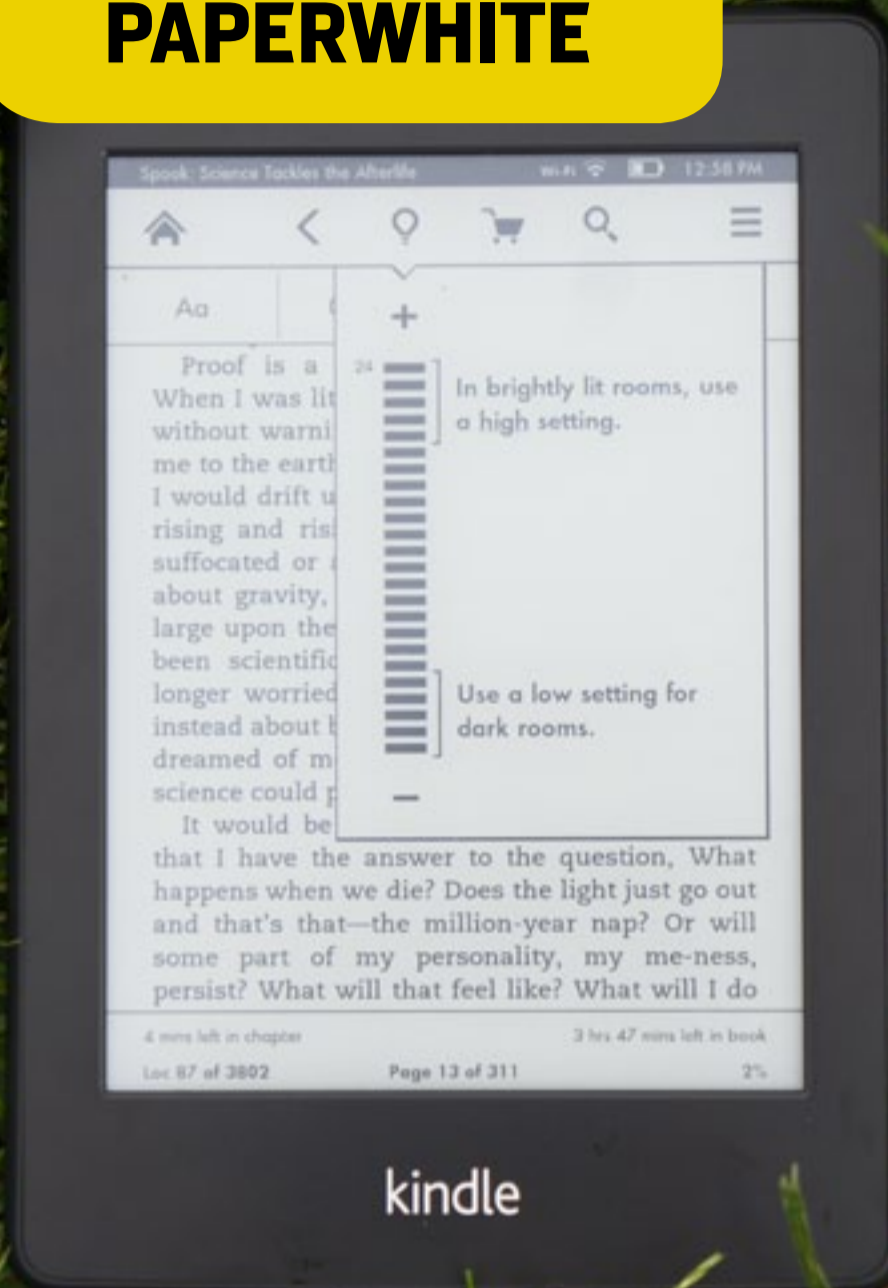 PAPERWHITE
Spook: Science Tackles the Afterlife Wi-Fi 12:58 PM
Aa
+
24
In brightly lit rooms, use
a high setting.
Use a low setting for
dark rooms.
Proof is a
When I was
without
me to the
I would drift
rising and
suffocated or
about gravity,
large upon the
been
longer worried
instead about
dreamed of
science could
It would be
that I have the answer to the question, What
happens when we die? Does the light just go out
and that's that—the million-year nap? Or will
some part of my personality, my me-ness,
persist? What will that feel like? What will I do
4 mins left in chapter 3 hrs 47 mins left in book
Loc 87 of 3802 Page 13 of 311 2%
kindle